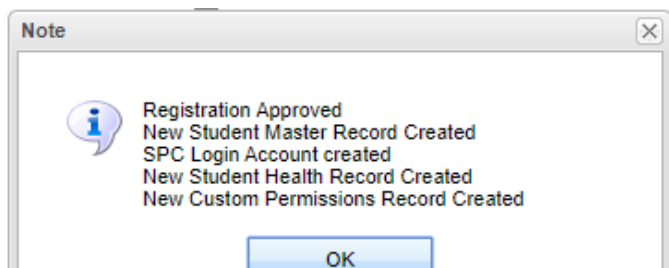 Note
Registration Approved
New Student Master Record Created
SPC Login Account created
New Student Health Record Created
New Custom Permissions Record Created
OK